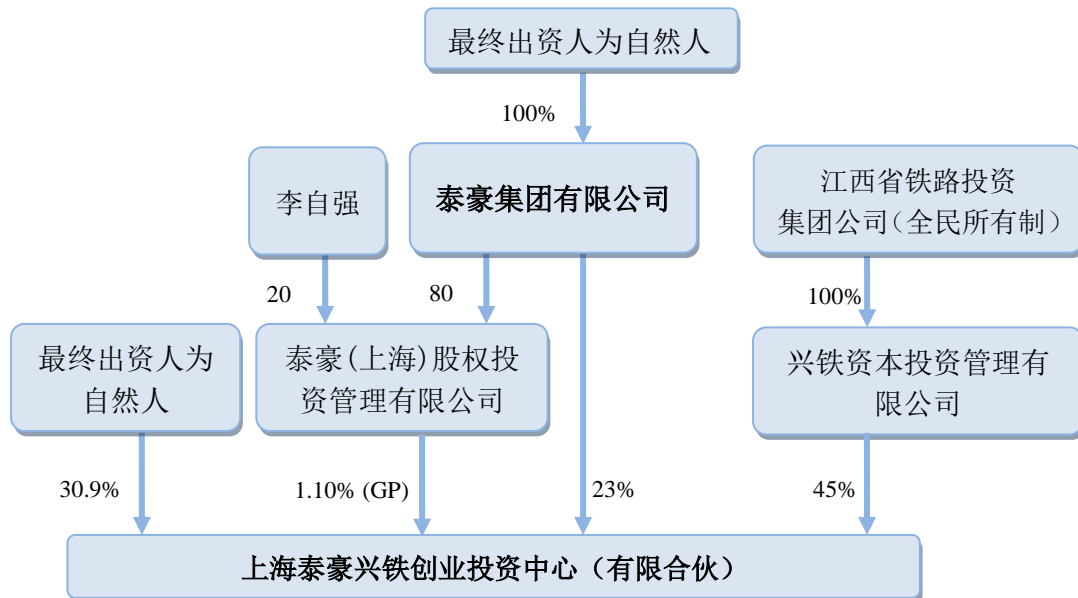 最终出资人为自然人
100%
李自强
泰豪集团有限公司
江西省铁路投资
集团公司（全民所有制）
20
80
100%
最终出资人为
自然人
泰豪(上海)股权投
资管理有限公司
兴铁资本投资管理有
限公司
30.9%
1.10% (GP)
23%
45%
上海泰豪兴铁创业投资中心（有限合伙）